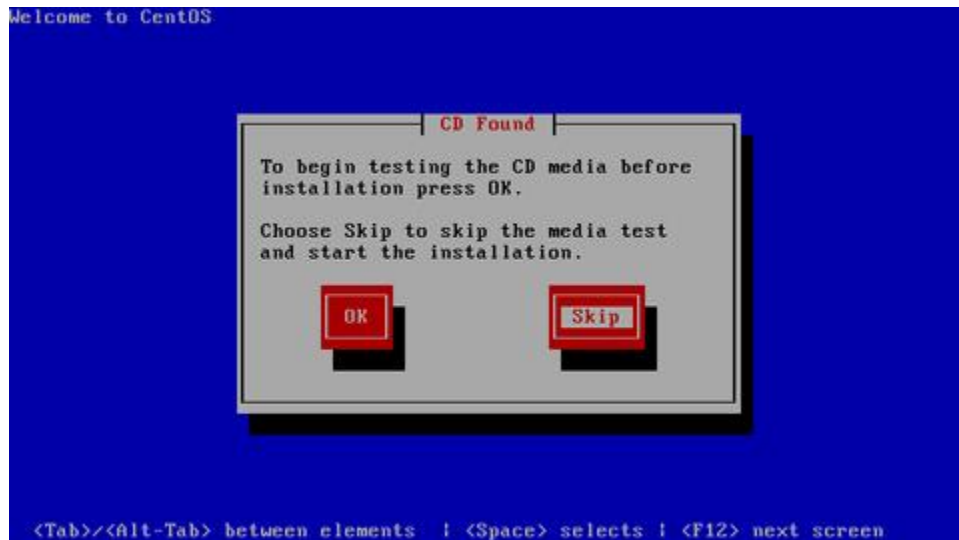 Welcome to CentOS
CD Found
To begin testing the CD media before
installation press OK.
Choose Skip to skip the media test
and start the installation.
OK
Skip
<Tab>/<Alt-Tab> between elements | <Space> selects | <F12> next screen